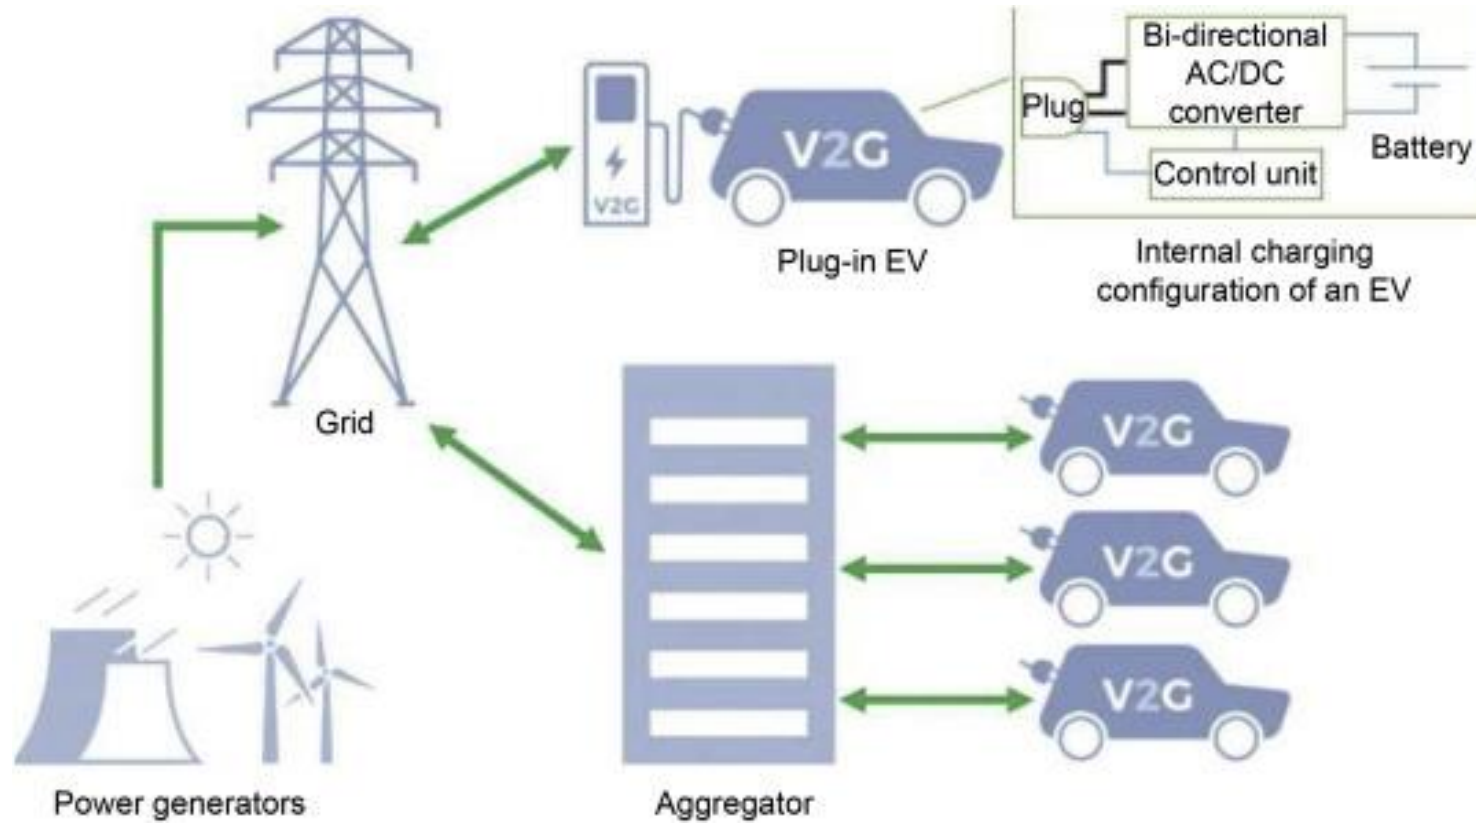 Bi-directional
AC/DC
converter
Plug
Battery
Control unit
V2G
V2G
Plug-in EV
Internal charging
configuration of an EV
Grid
V2G
V2G
V2G
Power generators
Aggregator